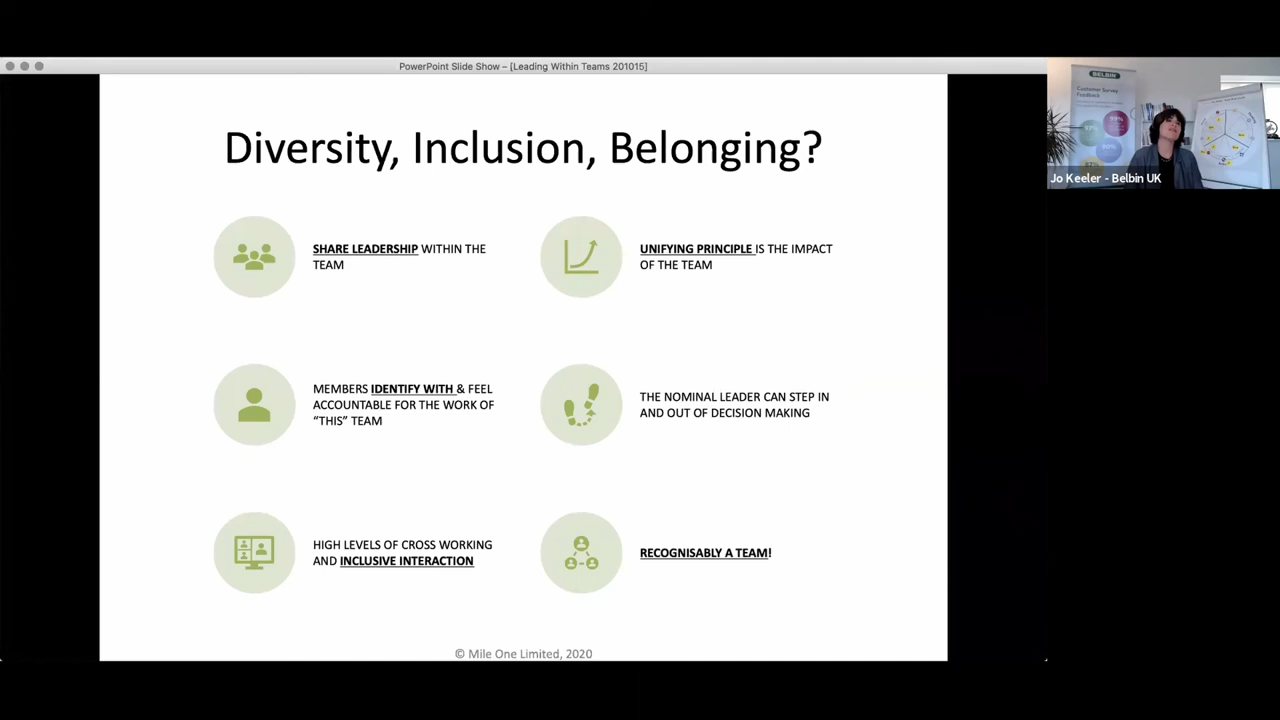 PowerPoint Slide Show – [Leading Within Teams 201015]
Diversity, Inclusion, Belonging?
SHARE LEADERSHIP WITHIN THE
TEAM
UNIFYING PRINCIPLE IS THE IMPACT
OF THE TEAM
MEMBERS IDENTIFY WITH & FEEL
ACCOUNTABLE FOR THE WORK OF
“THIS” TEAM
THE NOMINAL LEADER CAN STEP IN
AND OUT OF DECISION MAKING
HIGH LEVELS OF CROSS WORKING
AND INCLUSIVE INTERACTION
RECOGNISABLY A TEAM!
© Mile One Limited, 2020
BELBIN
Customer Survey
Feedback
Jo Keeler - Belbin UK